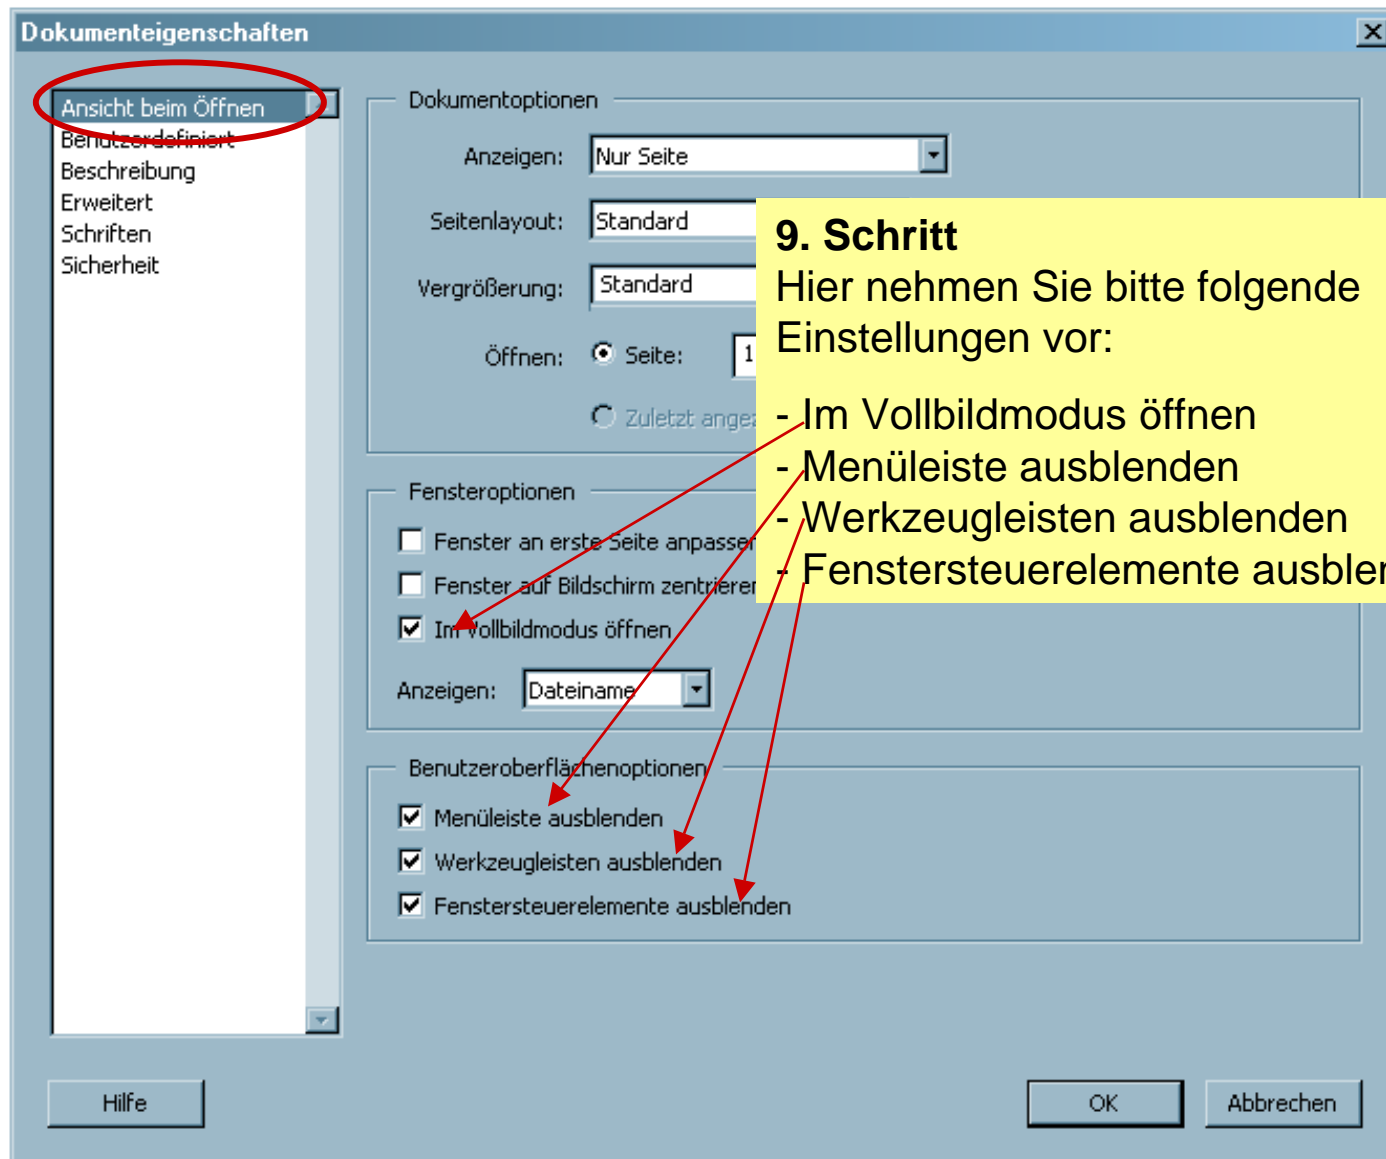 Dokumenteigenschaften
Ansicht beim Öffnen
Benutzerdefiniert
Beschreibung
Erweitert
Schriften
Sicherheit
Dokumentoptionen
Anzeigen: Nur Seite
Seitenlayout: Standard
Vergrößerung: Standard
Öffnen: Seite: 1
Zuletzt angez
9. Schritt
Hier nehmen Sie bitte folgende
Einstellungen vor:
- Im Vollbildmodus öffnen
- Menüleiste ausblenden
- Werkzeugleisten ausblenden
- Fenstersteuerelemente ausblen
Fensteroptionen
Fenster an erste Seite anpassen
Fenster auf Bildschirm zentrieren
Im Vollbildmodus öffnen
Anzeigen: Dateiname
Benutzeroberflächenoptionen
Menüleiste ausblenden
Werkzeugleisten ausblenden
Fenstersteuerelemente ausblenden
Hilfe
OK
Abbrechen